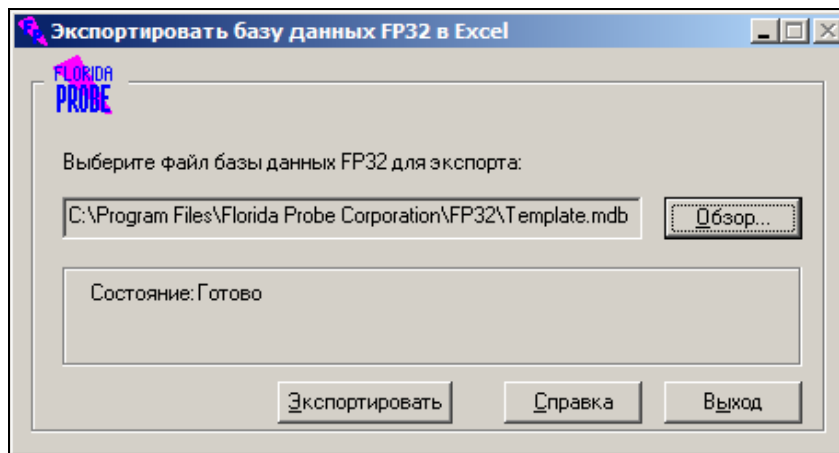 Экспортировать базу данных FP32 в Excel
FLORIDA
PROBE
Выберите файл базы данных FP32 для экспорта:
C:\Program Files\Florida Probe Corporation\FP32\Template.mdb
Обзор...
Состояние:Готово
Экспортировать
Справка
Выход